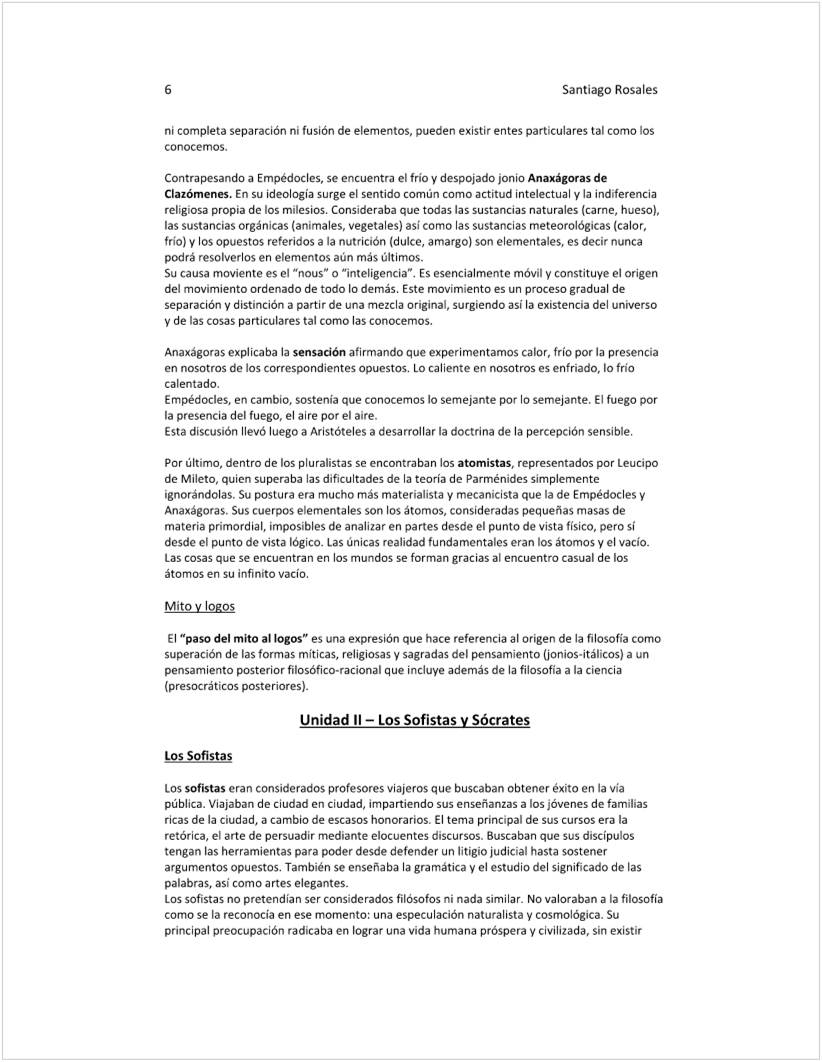 6 Santiago Rosales
ni completa separación ni fusión de elementos, pueden existir entes particulares tal como los
conocemos.
Contrapesando a Empédocles, se encuentra el frío y despojado jonio Anaxágoras de
Clazómenes. En su ideología surge el sentido común como actitud intelectual y la indiferencia
religiosa propia de los milesios. Consideraba que todas las sustancias naturales (carne, hueso),
las sustancias orgánicas (animales, vegetales) así como las sustancias meteorológicas (calor,
frío) y los opuestos referidos a la nutrición (dulce, amargo) son elementales, es decir nunca
podrá resolverlos en elementos aún más últimos.
Su causa moviente es el “nous” o “inteligencia”. Es esencialmente móvil y constituye el origen
del movimiento ordenado de todo lo demás. Este movimiento es un proceso gradual de
separación y distinción a partir de una mezcla original, surgiendo así la existencia del universo
y de las cosas particulares tal como las conocemos.
Anaxágoras explicaba la sensación afirmando que experimentamos calor, frío por la presencia
en nosotros de los correspondientes opuestos. Lo caliente en nosotros es enfriado, lo frío
calentado.
Empédocles, en cambio, sostenía que conocemos lo semejante por lo semejante. El fuego por
la presencia del fuego, el aire por el aire.
Esta discusión llevó luego a Aristóteles a desarrollar la doctrina de la percepción sensible.
Por último, dentro de los pluralistas se encontraban los atomistas, representados por Leucipo
de Mileto, quien superaba las dificultades de la teoría de Parménides simplemente
ignorándolas. Su postura era mucho más materialista y mecanicista que la de Empédocles y
Anaxágoras. Sus cuerpos elementales son los átomos, consideradas pequeñas masas de
materia primordial, imposibles de analizar en partes desde el punto de vista físico, pero sí
desde el punto de vista lógico. Las únicas realidad fundamentales eran los átomos y el vacío.
Las cosas que se encuentran en los mundos se forman gracias al encuentro casual de los
átomos en su infinito vacío.
Mito y logos
El “paso del mito al logos” es una expresión que hace referencia al origen de la filosofía como
superación de las formas míticas, religiosas y sagradas del pensamiento (jonios-itálicos) a un
pensamiento posterior filosófico-racional que incluye además de la filosofía a la ciencia
(presocráticos posteriores).
Unidad II – Los Sofistas y Sócrates
Los Sofistas
Los sofistas eran considerados profesores viajeros que buscaban obtener éxito en la vía
pública. Viajaban de ciudad en ciudad, impartiendo sus enseñanzas a los jóvenes de familias
ricas de la ciudad, a cambio de escasos honorarios. El tema principal de sus cursos era la
retórica, el arte de persuadir mediante elocuentes discursos. Buscaban que sus discípulos
tengan las herramientas para poder desde defender un litigio judicial hasta sostener
argumentos opuestos. También se enseñaba la gramática y el estudio del significado de las
palabras, así como artes elegantes.
Los sofistas no pretendían ser considerados filósofos ni nada similar. No valoraban a la filosofía
como se la reconocía en ese momento: una especulación naturalista y cosmológica. Su
principal preocupación radicaba en lograr una vida humana próspera y civilizada, sin existir